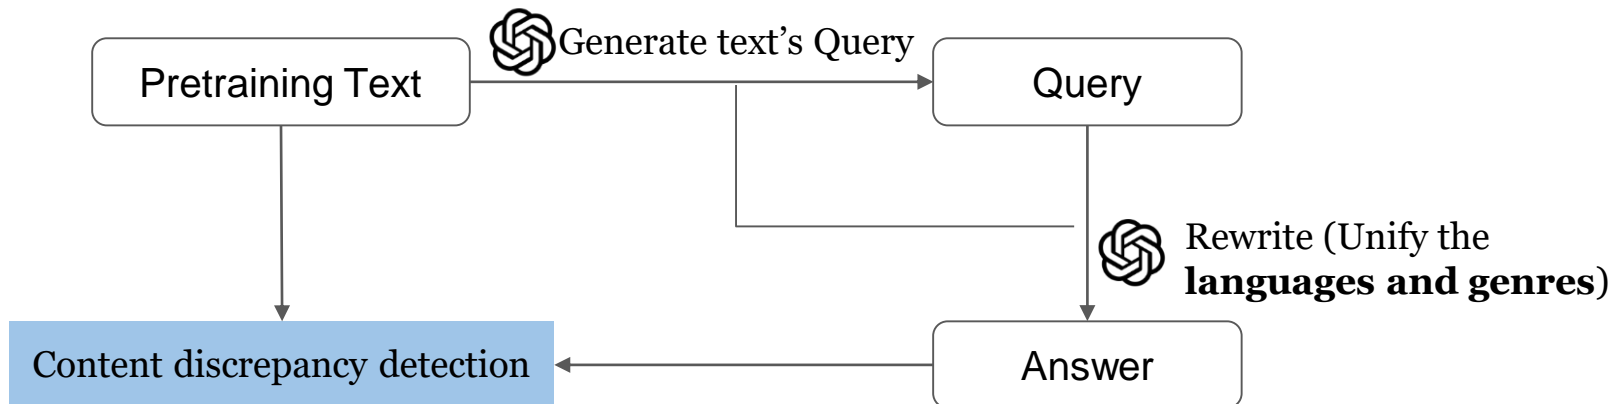 Generate text’s Query
Pretraining Text
Query
Rewrite (Unify the
languages and genres)
Content discrepancy detection
Answer